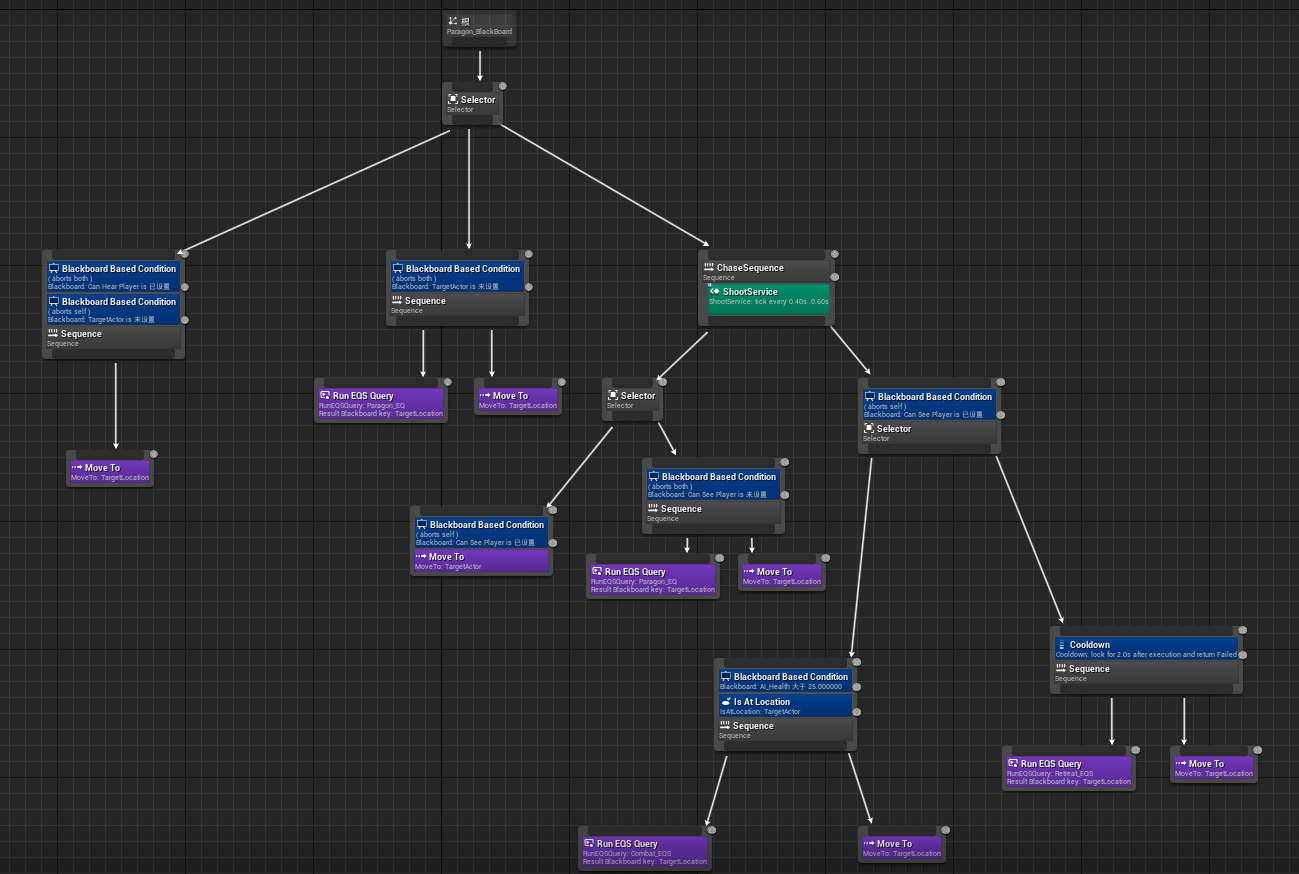 根
Paragon_BlackBoard
Selector
Selector
Blackboard Based Condition
( aborts both )
Blackboard: Can Hear Player is 已设置
Blackboard Based Condition
( aborts self )
Blackboard: TargetActor is 未设置
Sequence
Sequence
Move To
MoveTo: TargetLocation
Blackboard Based Condition
( aborts both )
Blackboard: TargetActor is 未设置
Sequence
Sequence
Run EQS Query
RunEQSQuery: Paragon_EQ
Result Blackboard key: TargetLocation
Move To
MoveTo: TargetLocation
ChaseSequence
Sequence
ShootService
ShootService: tick every 0.40s..0.60s
Selector
Selector
Blackboard Based Condition
( aborts self )
Blackboard: Can See Player is 已设置
Move To
MoveTo: TargetActor
Blackboard Based Condition
( aborts both )
Blackboard: Can See Player is 未设置
Sequence
Sequence
Run EQS Query
RunEQSQuery: Paragon_EQ
Result Blackboard key: TargetLocation
Move To
MoveTo: TargetLocation
Blackboard Based Condition
( aborts self )
Blackboard: Can See Player is 已设置
Selector
Selector
Blackboard Based Condition
Blackboard: AI_Health 大于 25.000000
Is At Location
IsAtLocation: TargetActor
Sequence
Sequence
Run EQS Query
RunEQSQuery: Combat_EQS
Result Blackboard key: TargetLocation
Move To
MoveTo: TargetLocation
Cooldown
Cooldown: lock for 2.0s after execution and return Failed
Sequence
Sequence
Run EQS Query
RunEQSQuery: Retreat_EQS
Result Blackboard key: TargetLocation
Move To
MoveTo: TargetLocation